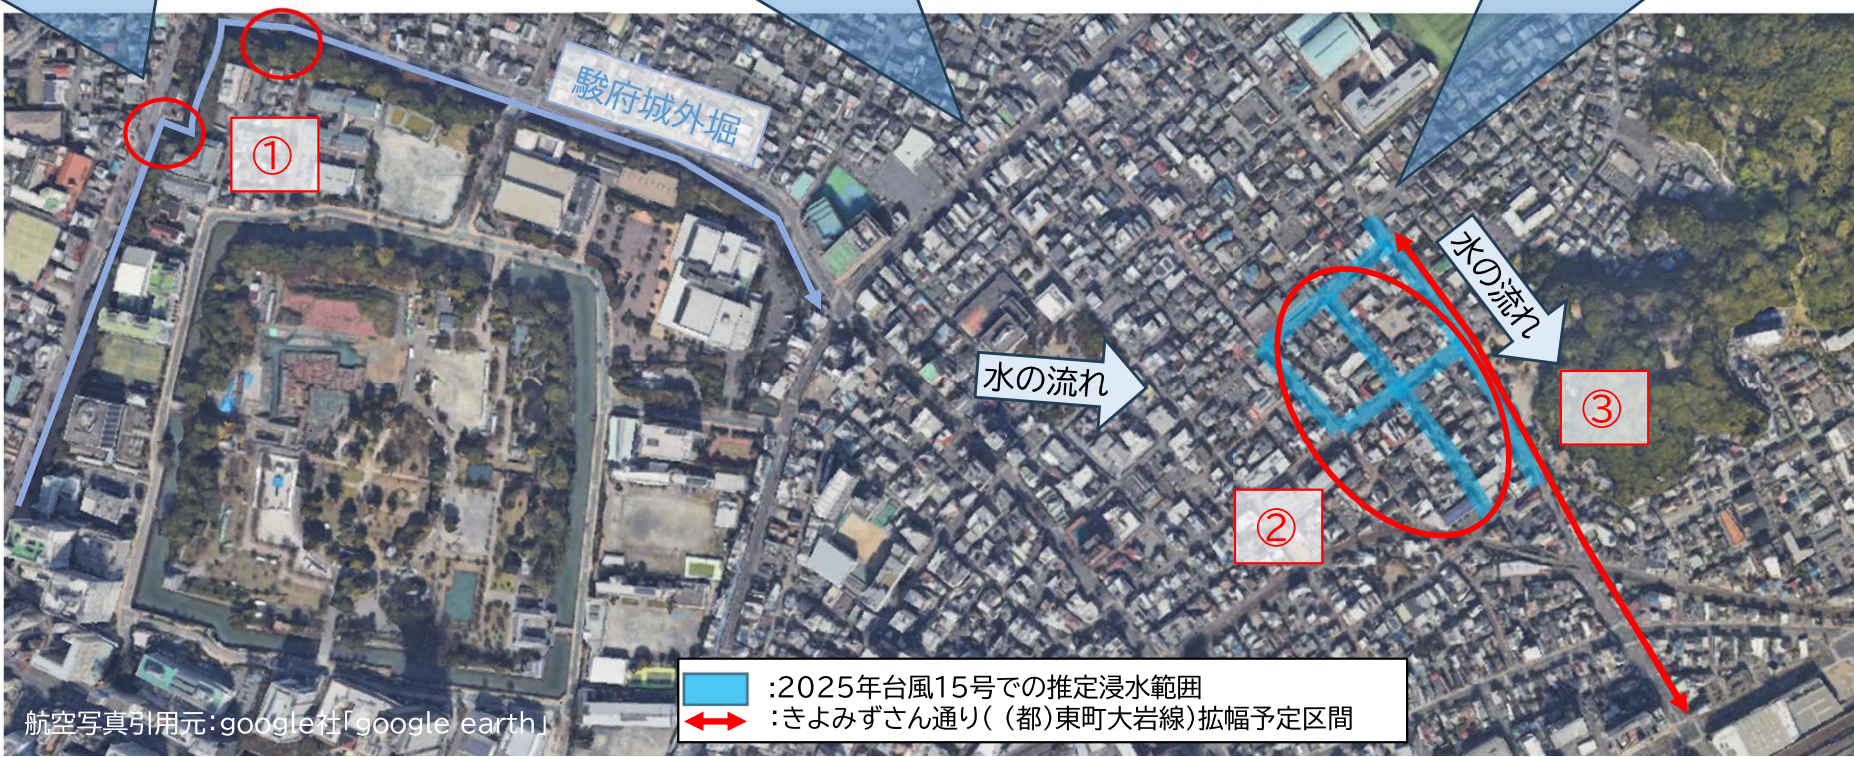 駿府城外堀
①
水の流れ
水の流れ
③
②
:2025年台風15号での推定浸水範囲
:きよみずさん通り( (都)東町大岩線)拡幅予定区間
航空写真引用元:google社「google earth」